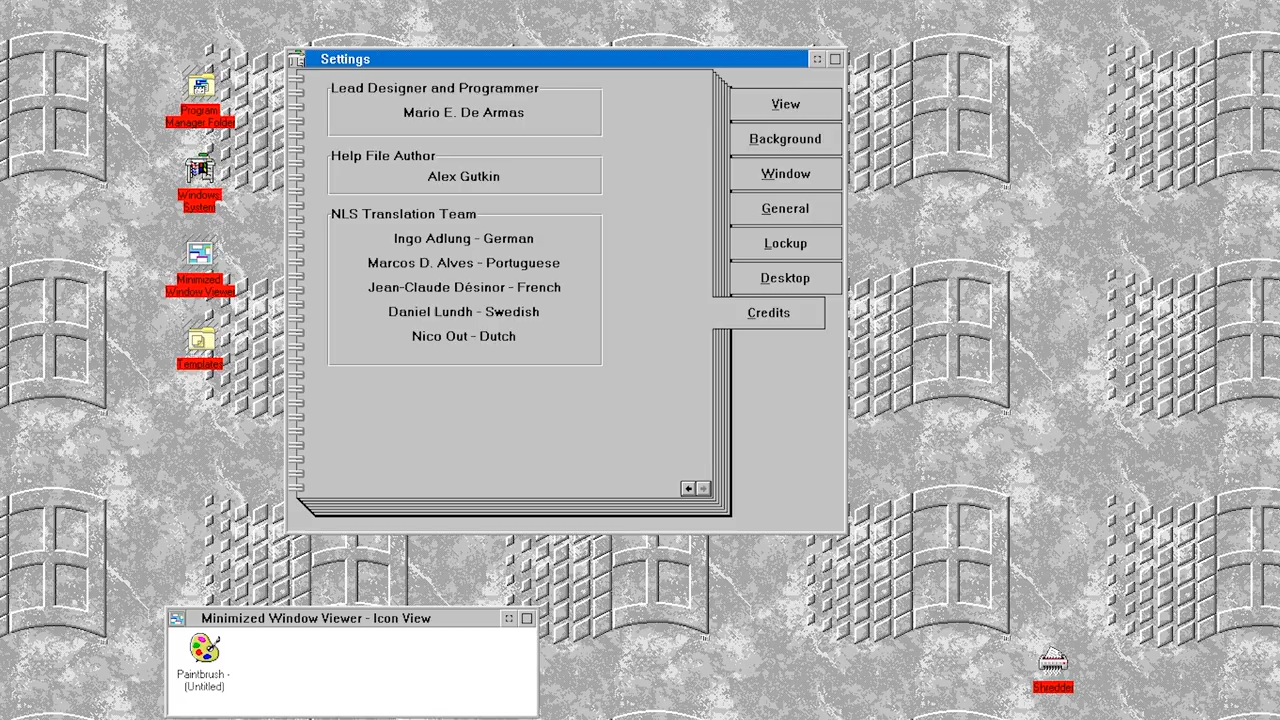 Settings
Lead Designer and Programmer
Mario E. De Armas
Help File Author
Alex Gutkin
NLS Translation Team
Ingo Adlung - German
Marcos D. Alves - Portuguese
Jean-Claude Désinor - French
Daniel Lundh - Swedish
Nico Out - Dutch
View
Background
Window
General
Lockup
Desktop
Credits
Program
Manager Folder
Windows
System
Minimized
Window Viewer
Templates
Minimized Window Viewer - Icon View
Paintbrush -
(Untitled)
Shredder